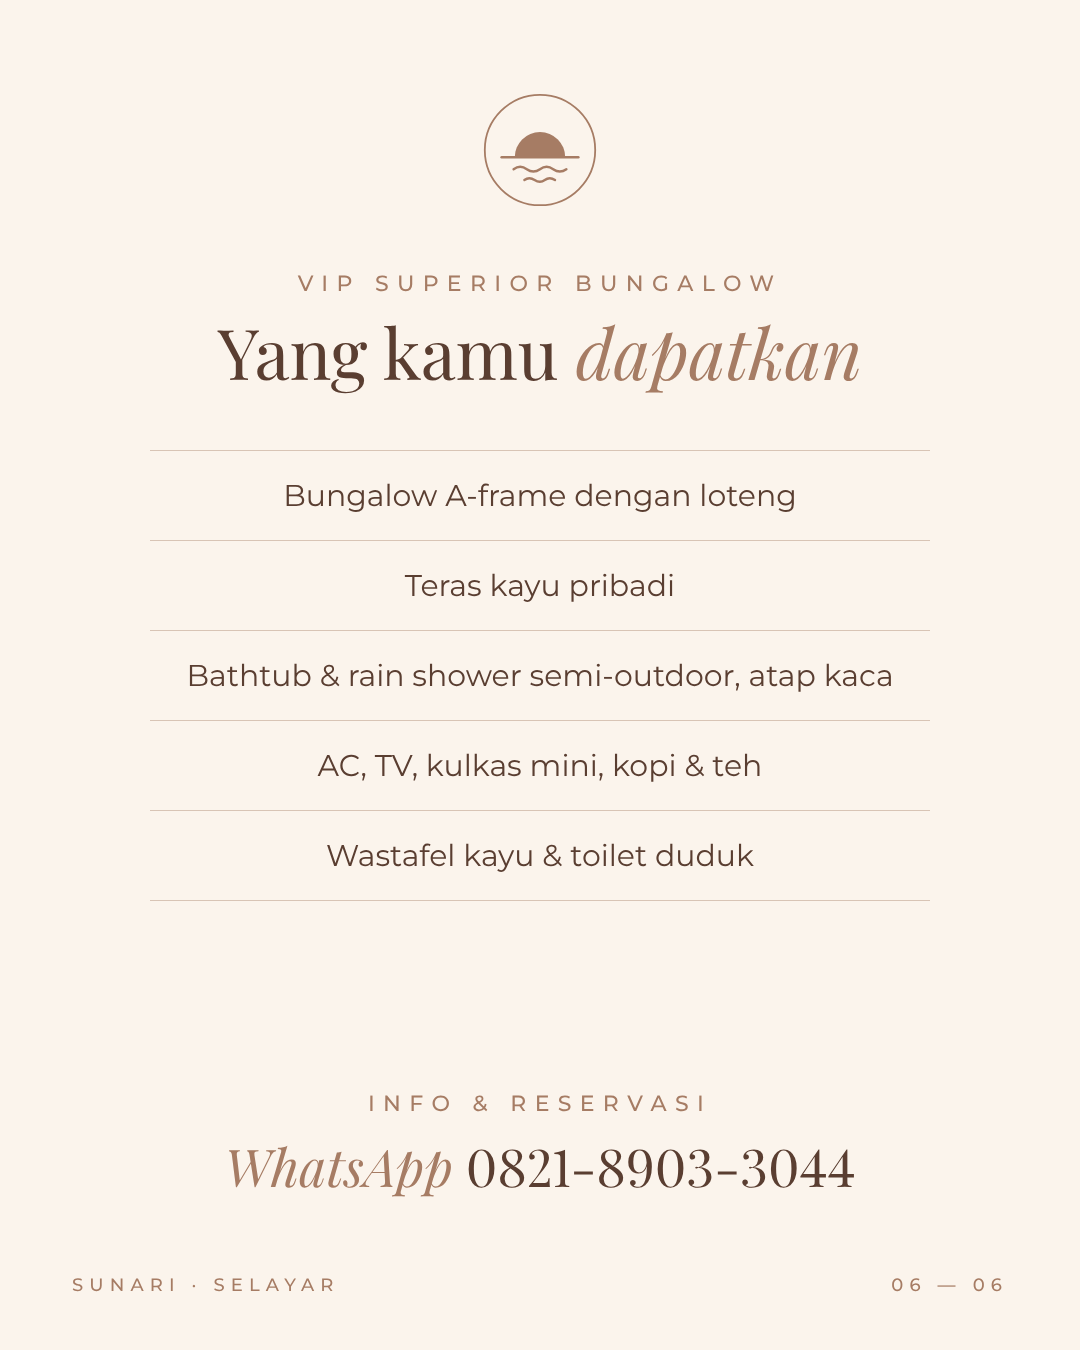 VIP SUPERIOR BUNGALOW
Yang kamu dapatkan
Bungalow A-frame dengan loteng
Teras kayu pribadi
Bathtub & rain shower semi-outdoor, atap kaca
AC, TV, kulkas mini, kopi & teh
Wastafel kayu & toilet duduk
INFO & RESERVASI
WhatsApp 0821-8903-3044
SUNARI · SELAYAR
06 — 06